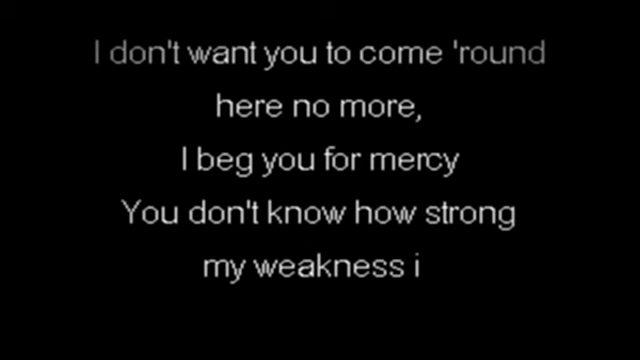 I don't want you to come 'round
here no more,
I beg you for mercy
You don't know how strong
my weakness i